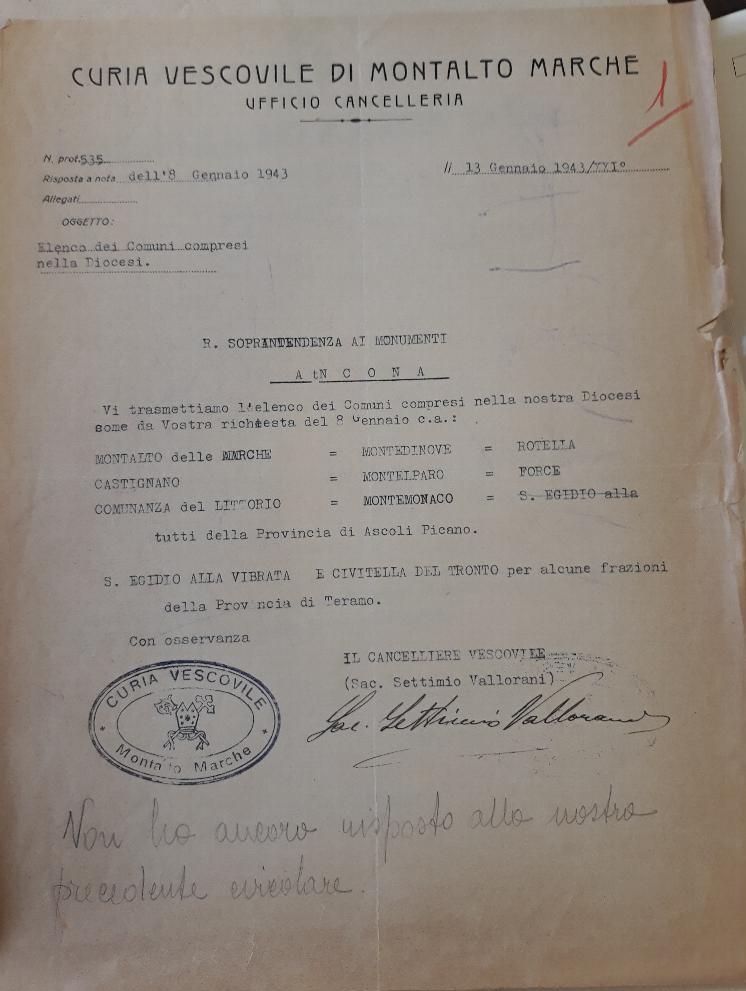 CURIA VESCOVILE DI MONTALTO MARCHE
UFFICIO CANCELLERIA
1
N. prot. 535
Risposta a nota dell'8 Gennaio 1943
Allegati
li 13 Gennaio 1943/XXI°
OGGETTO:
Elenco dei Comuni compresi
nella Diocesi.
R. SOPRINTENDENZA AI MONUMENTI
A N C O N A
Vi trasmettiamo l'elenco dei Comuni compresi nella nostra Diocesi
some da Vostra richiesta del 8 Gennaio c.a.:
MONTALTO delle MARCHE = MONTEDINOVE = ROTELLA
CASTIGNANO = MONTELPARO = FORCE
COMUNANZA del LITTORIO = MONTEMONACO = S. EGIDIO alla
tutti della Provincia di Ascoli Picano.
S. EGIDIO ALLA VIBRATA E CIVITELLA DEL TRONTO per alcune frazioni
della Provincia di Teramo.
Con osservanza
IL CANCELLIERE VESCOVILE
(Sac. Settimio Vallorani)
Sac. Settimio Vallorani
CURIA VESCOVILE
Montalto Marche
Non ha ancora risposto alla nostra
precedente circolare.